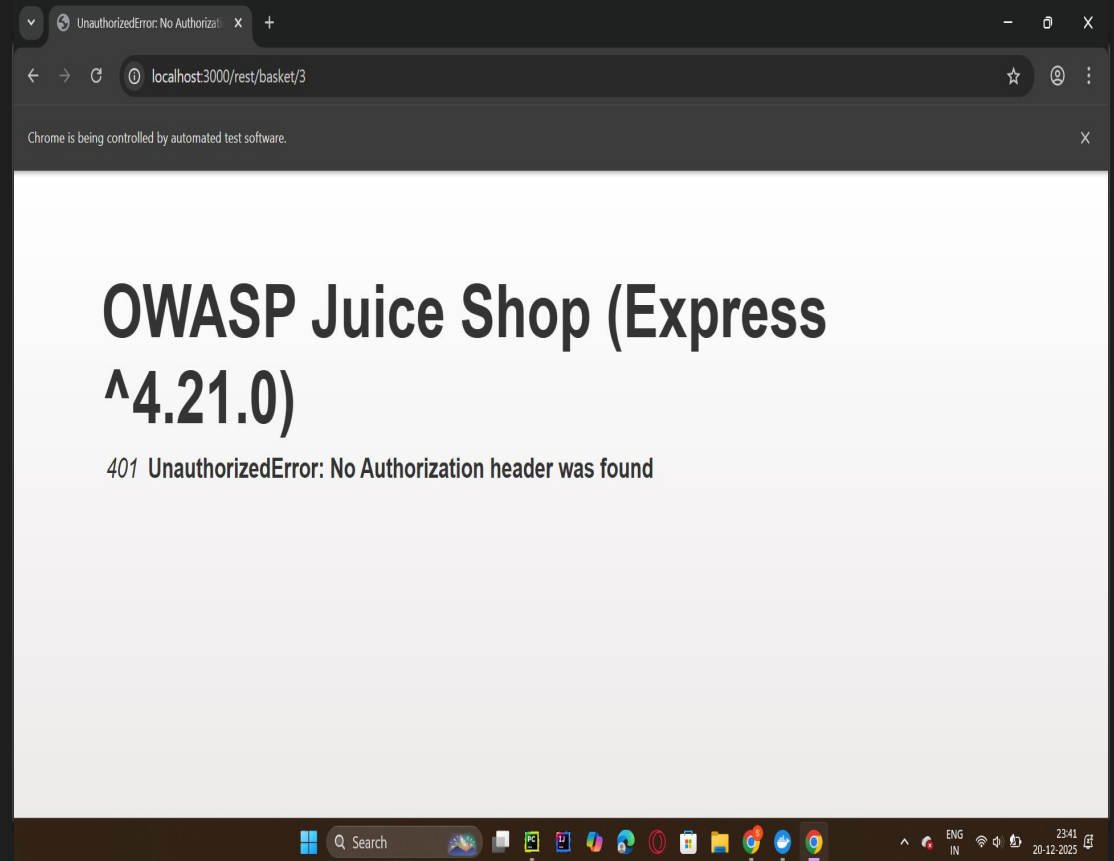 UnauthorizedError: No Authorizati
localhost:3000/rest/basket/3
Chrome is being controlled by automated test software.
OWASP Juice Shop (Express
^4.21.0)
401 UnauthorizedError: No Authorization header was found
Search
ENG
IN
23:41
20-12-2025